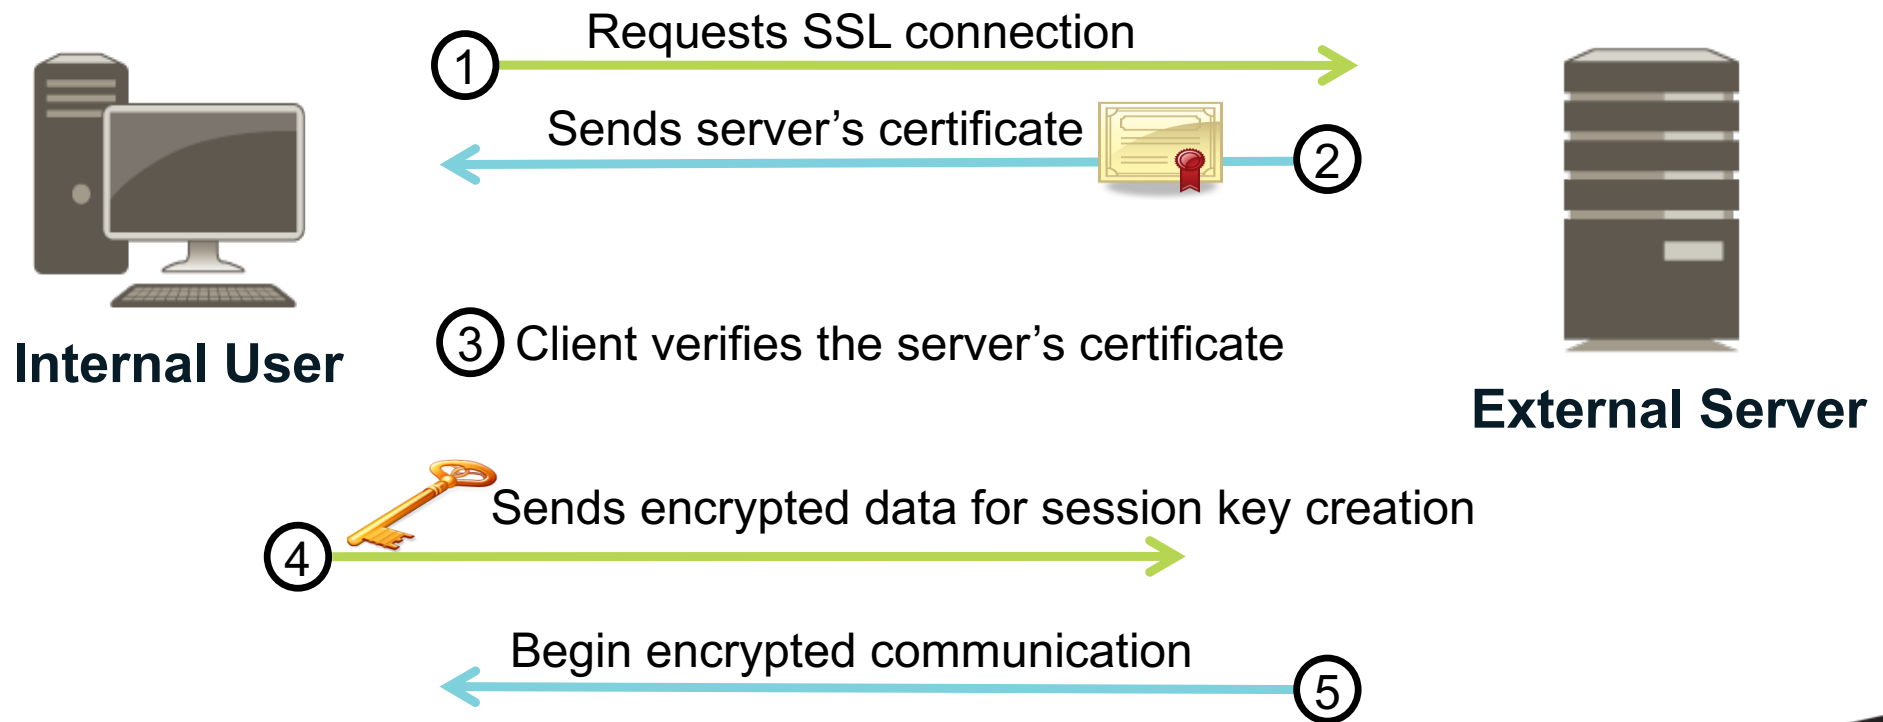 1 Requests SSL connection
Sends server’s certificate 2
Internal User
3 Client verifies the server’s certificate
External Server
4 Sends encrypted data for session key creation
Begin encrypted communication 5